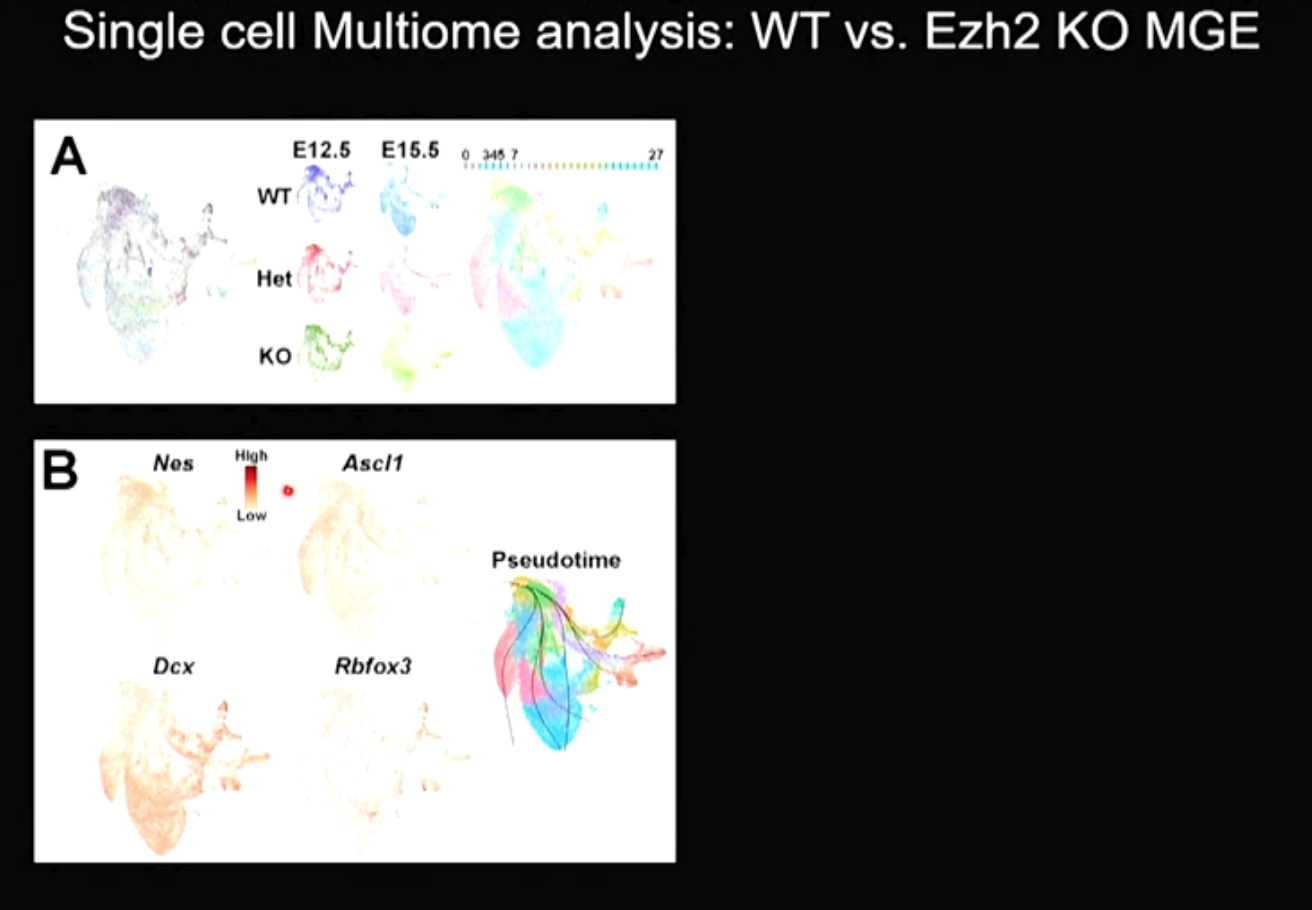 Single cell Multiome analysis: WT vs. Ezh2 KO MGE
A
E12.5 E15.5
0 345 7 27
WT
Het
KO
B
Nes
High
Low
Ascl1
Pseudotime
Dcx
Rbfox3